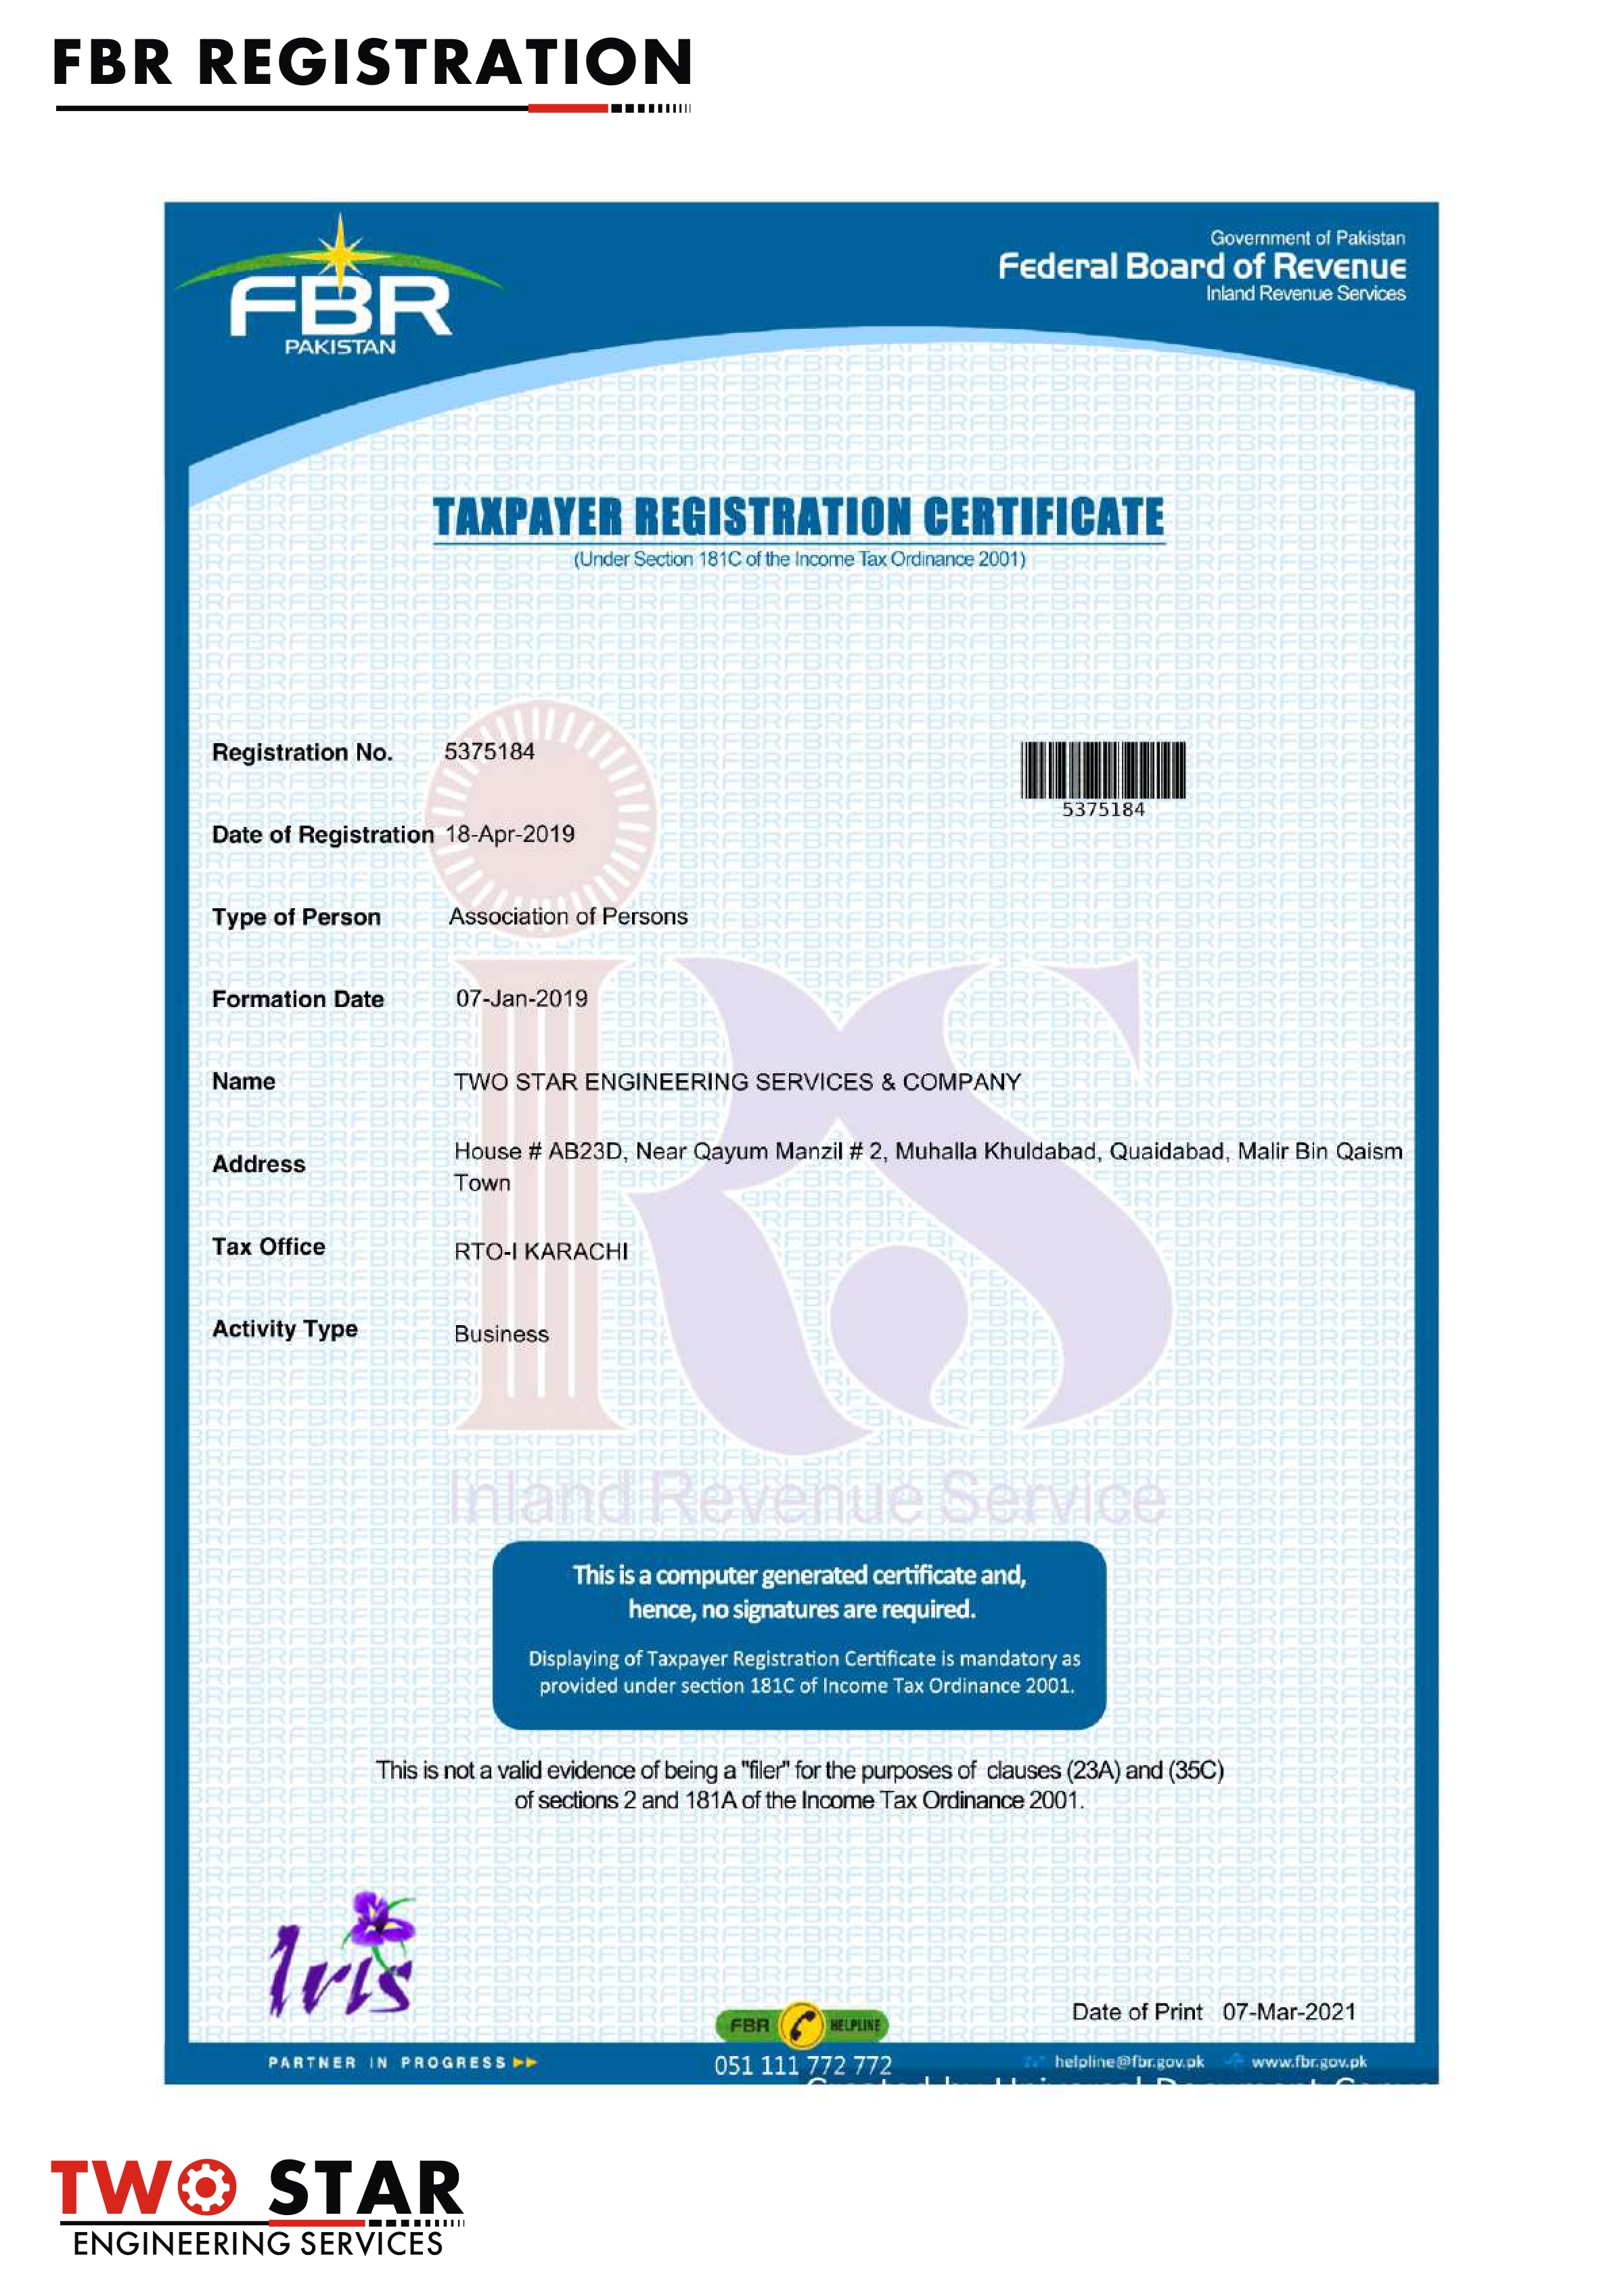 FBR REGISTRATION
FBR
PAKISTAN
Government of Pakistan
Federal Board of Revenue
Inland Revenue Services
TAXPAYER REGISTRATION CERTIFICATE
(Under Section 181C of the Income Tax Ordinance 2001)
Registration No. 5375184
5375184
Date of Registration 18-Apr-2019
Type of Person Association of Persons
Formation Date 07-Jan-2019
Name TWO STAR ENGINEERING SERVICES & COMPANY
Address House # AB23D, Near Qayum Manzil # 2, Muhalla Khuldabad, Quaidabad, Malir Bin Qaism
Town
Tax Office RTO-I KARACHI
Activity Type Business
iRS
Inland Revenue Service
This is a computer generated certificate and,
hence, no signatures are required.
Displaying of Taxpayer Registration Certificate is mandatory as
provided under section 181C of Income Tax Ordinance 2001.
This is not a valid evidence of being a "filer" for the purposes of clauses (23A) and (35C)
of sections 2 and 181A of the Income Tax Ordinance 2001.
Iris
FBR HELPLINE
Date of Print 07-Mar-2021
PARTNER IN PROGRESS
051 111 772 772
helpline@fbr.gov.pk www.fbr.gov.pk
TWO STAR
ENGINEERING SERVICES